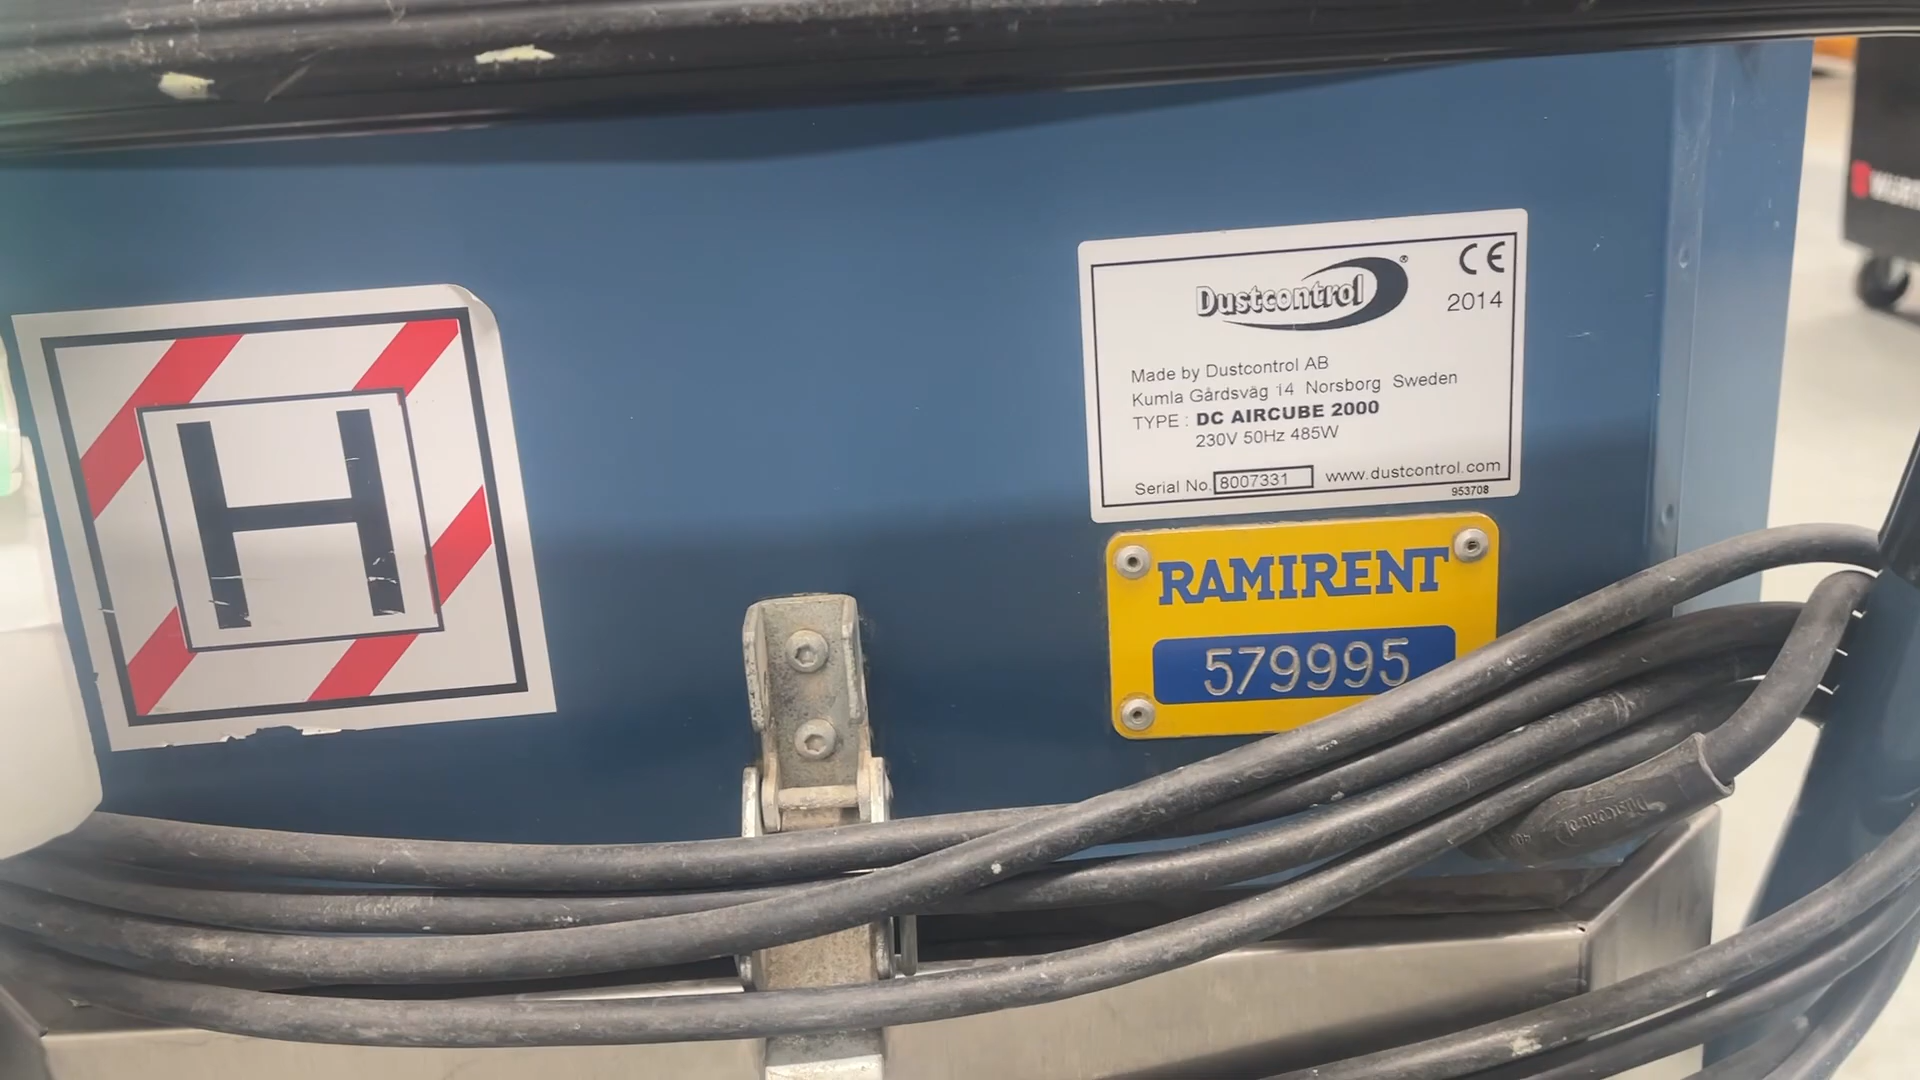 H
Dustcontrol®
CE
2014
Made by Dustcontrol AB
Kumla Gårdsväg 14 Norsborg Sweden
TYPE : DC AIRCUBE 2000
230V 50Hz 485W
Serial No. 8007331 www.dustcontrol.com
953708
RAMIRENT
579995
Dustcontrol